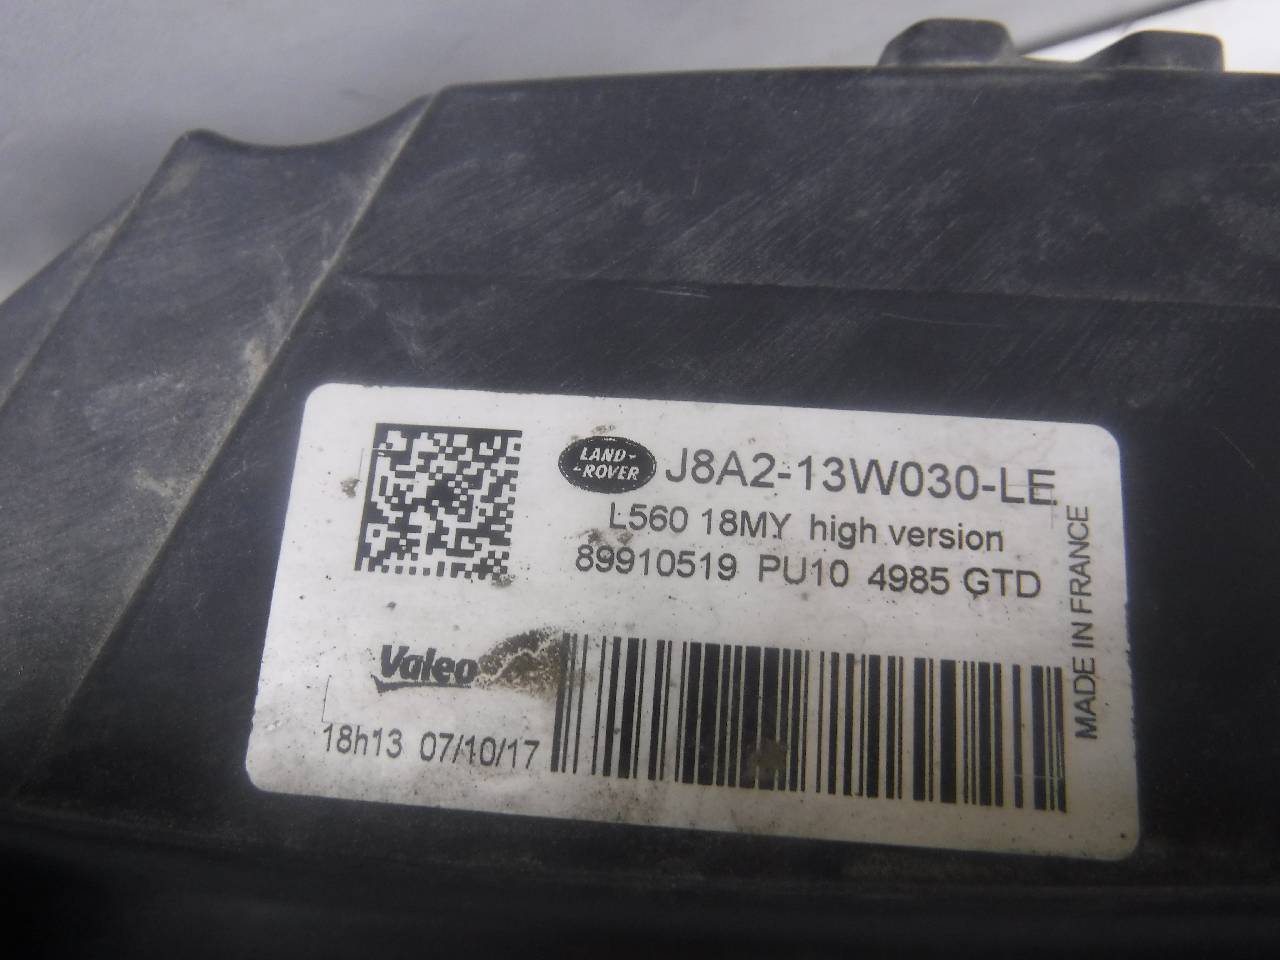 LAND-
-ROVER
J8A2-13W030-LE
L560 18MY high version
89910519 PU10 4985 GTD
MADE IN FRANCE
Valeo
18h13 07/10/17